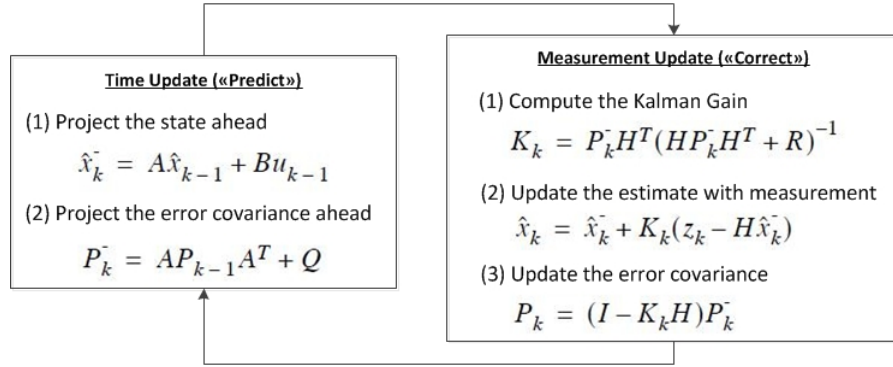 Time Update («Predict»)
(1) Project the state ahead
x̂ₖ⁻ = Ax̂ₖ₋₁ + Buₖ₋₁
(2) Project the error covariance ahead
Pₖ⁻ = APₖ₋₁Aᵀ + Q
Measurement Update («Correct»)
(1) Compute the Kalman Gain
Kₖ = Pₖ⁻Hᵀ(HPₖ⁻Hᵀ + R)⁻¹
(2) Update the estimate with measurement
x̂ₖ = x̂ₖ⁻ + Kₖ(zₖ – Hx̂ₖ⁻)
(3) Update the error covariance
Pₖ = (I – KₖH)Pₖ⁻